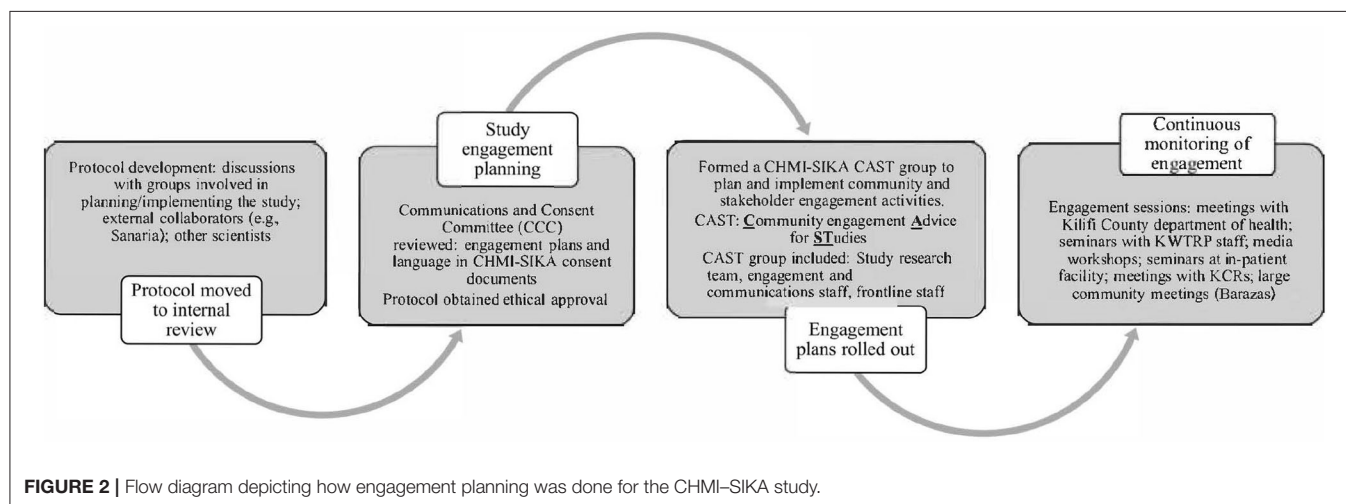 Protocol development: discussions
with groups involved in
planning/implementing the study;
external collaborators (e.g.,
Sanaria); other scientists
Protocol moved
to internal
review
Study
engagement
planning
Communications and Consent
Committee (CCC)
reviewed: engagement plans and
language in CHMI-SIKA consent
documents
Protocol obtained ethical approval
Formed a CHMI-SIKA CAST group to
plan and implement community and
stakeholder engagement activities.
CAST: Community engagement Advice
for STudies
CAST group included: Study research
team, engagement and
communications staff, frontline staff
Engagement
plans rolled out
Continuous
monitoring of
engagement
Engagement sessions: meetings with
Kilifi County department of health;
seminars with KWTRP staff; media
workshops; seminars at in-patient
facility; meetings with KCRs; large
community meetings (Barazas)
FIGURE 2 | Flow diagram depicting how engagement planning was done for the CHMI–SIKA study.